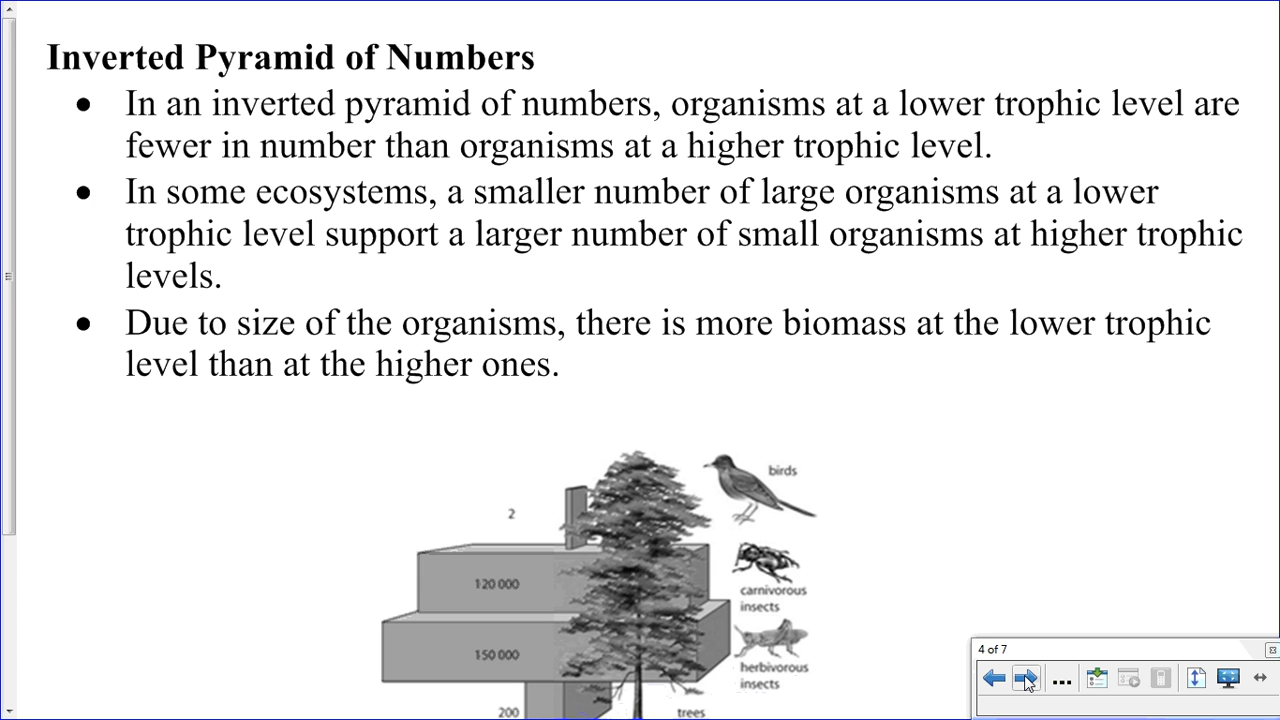 Inverted Pyramid of Numbers
• In an inverted pyramid of numbers, organisms at a lower trophic level are
fewer in number than organisms at a higher trophic level.
• In some ecosystems, a smaller number of large organisms at a lower
trophic level support a larger number of small organisms at higher trophic
levels.
• Due to size of the organisms, there is more biomass at the lower trophic
level than at the higher ones.
birds
2
120 000
carnivorous
insects
150 000
herbivorous
insects
200
trees
4 of 7